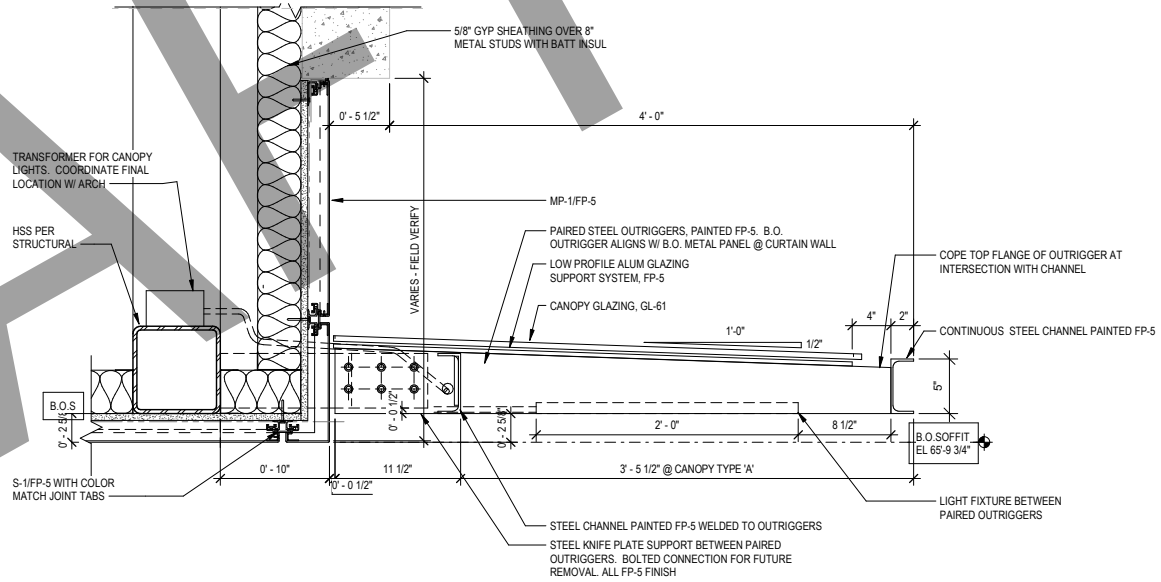 5/8" GYP SHEATHING OVER 8"
METAL STUDS WITH BATT INSUL
0' - 5 1/2"
4' - 0"
TRANSFORMER FOR CANOPY
LIGHTS. COORDINATE FINAL
LOCATION W/ ARCH
MP-1/FP-5
HSS PER
STRUCTURAL
VARIES - FIELD VERIFY
PAIRED STEEL OUTRIGGERS, PAINTED FP-5. B.O.
OUTRIGGER ALIGNS W/ B.O. METAL PANEL @ CURTAIN WALL
LOW PROFILE ALUM GLAZING
SUPPORT SYSTEM, FP-5
CANOPY GLAZING, GL-61
COPE TOP FLANGE OF OUTRIGGER AT
INTERSECTION WITH CHANNEL
1'-0"
1/2"
4"
2"
CONTINUOUS STEEL CHANNEL PAINTED FP-5
5"
B.O.S
0' - 2 5/8"
0' - 0 1/2"
0' - 2 5/8"
2' - 0"
8 1/2"
B.O.SOFFIT
EL 65'-9 3/4"
S-1/FP-5 WITH COLOR
MATCH JOINT TABS
0' - 10"
0' - 0 1/2"
11 1/2"
3' - 5 1/2" @ CANOPY TYPE 'A'
LIGHT FIXTURE BETWEEN
PAIRED OUTRIGGERS
STEEL CHANNEL PAINTED FP-5 WELDED TO OUTRIGGERS
STEEL KNIFE PLATE SUPPORT BETWEEN PAIRED
OUTRIGGERS. BOLTED CONNECTION FOR FUTURE
REMOVAL. ALL FP-5 FINISH